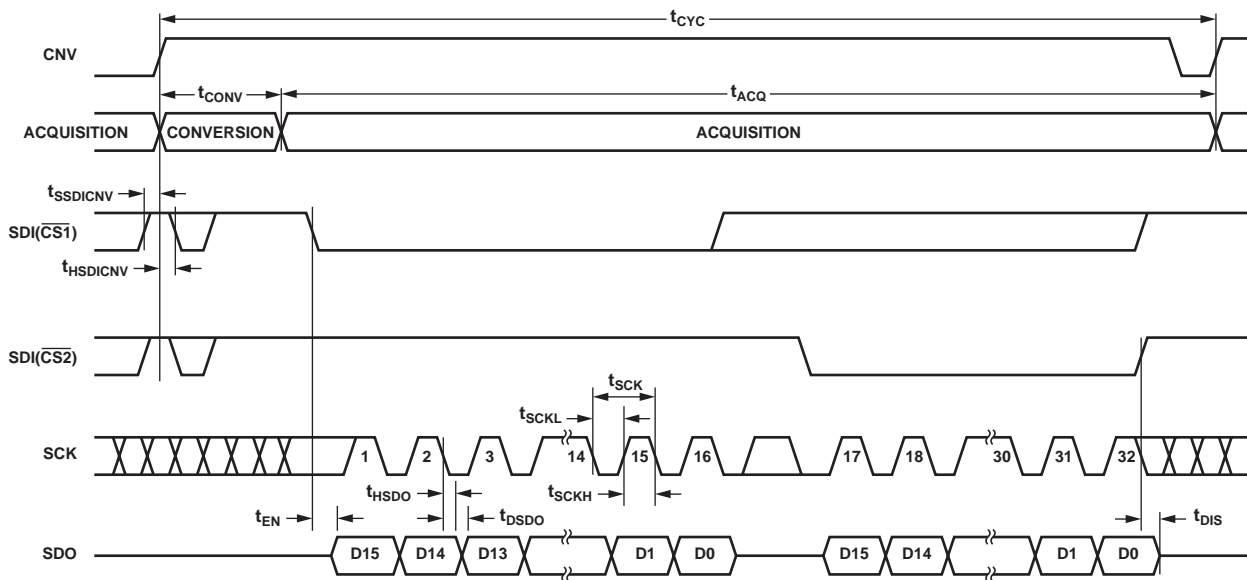 tCYC
CNV
tCONV
tACQ
ACQUISITION CONVERSION ACQUISITION
tSSDICNV
SDI(CS1)
tHSDICNV
SDI(CS2)
tSCK
tSCKL
SCK 1 2 3 14 15 16 17 18 30 31 32
tHSDO
tSCKH
tEN
tDSDO
tDIS
SDO D15 D14 D13 D1 D0 D15 D14 D1 D0